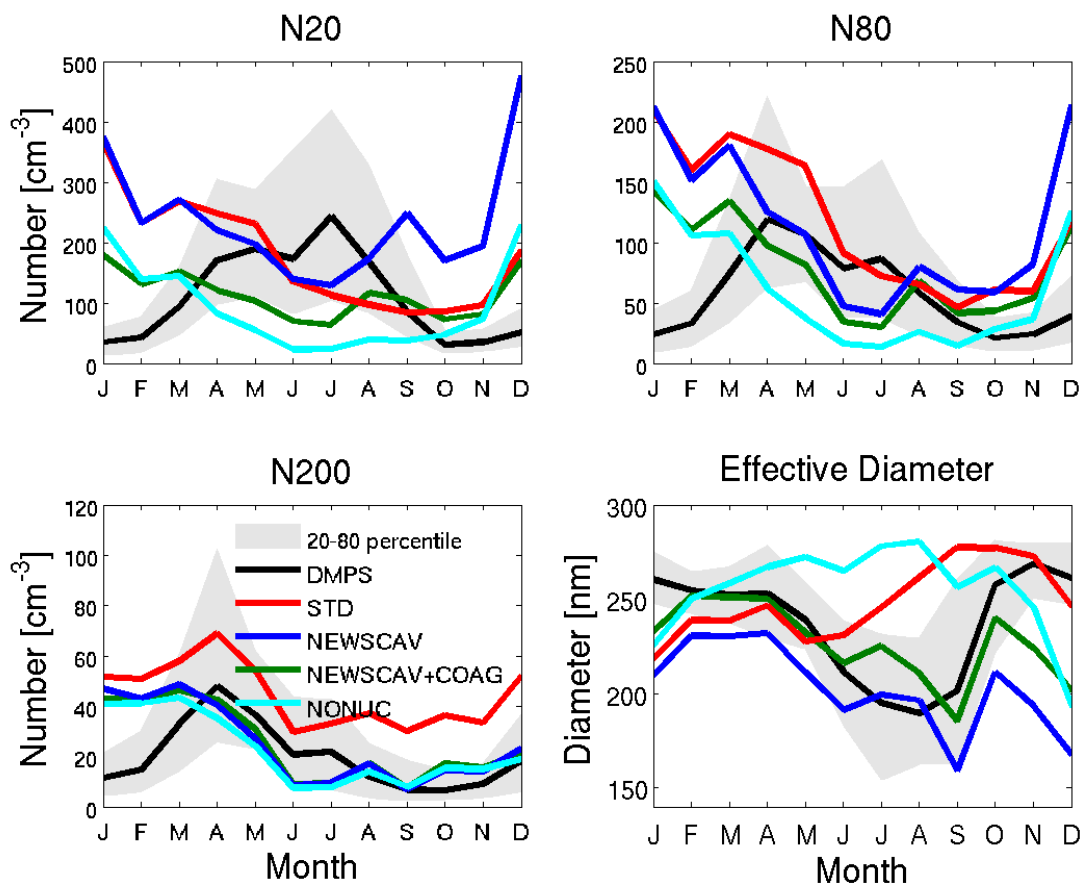 N20
Number [cm-3]
500
400
300
200
100
0
J F M A M J J A S O N D
N80
250
200
150
100
50
0
J F M A M J J A S O N D
N200
Number [cm-3]
120
100
80
60
40
20
0
20-80 percentile
DMPS
STD
NEWSCAV
NEWSCAV+COAG
NONUC
J F M A M J J A S O N D
Month
Effective Diameter
Diameter [nm]
300
250
200
150
J F M A M J J A S O N D
Month